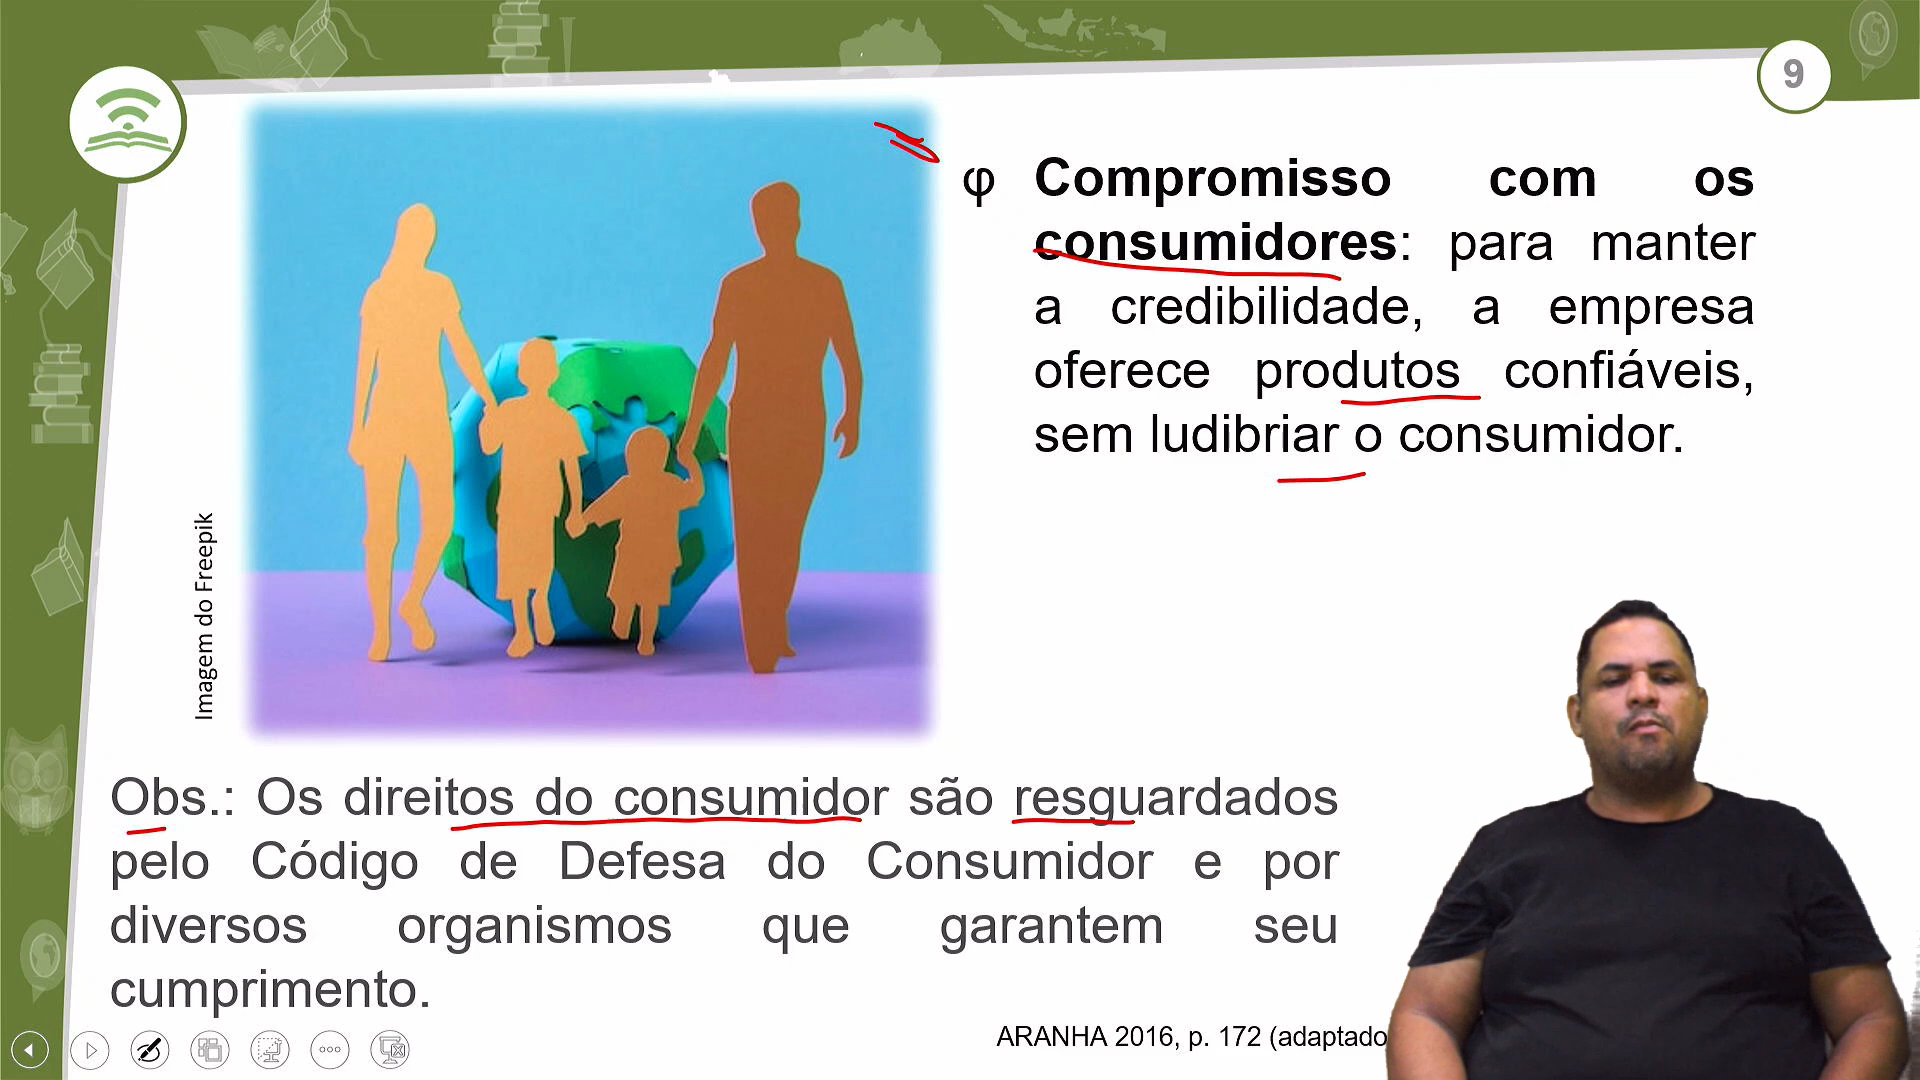 9
φ Compromisso com os
consumidores: para manter
a credibilidade, a empresa
oferece produtos confiáveis,
sem ludibriar o consumidor.
Imagem do Freepik
Obs.: Os direitos do consumidor são resguardados
pelo Código de Defesa do Consumidor e por
diversos organismos que garantem seu
cumprimento.
ARANHA 2016, p. 172 (adaptado